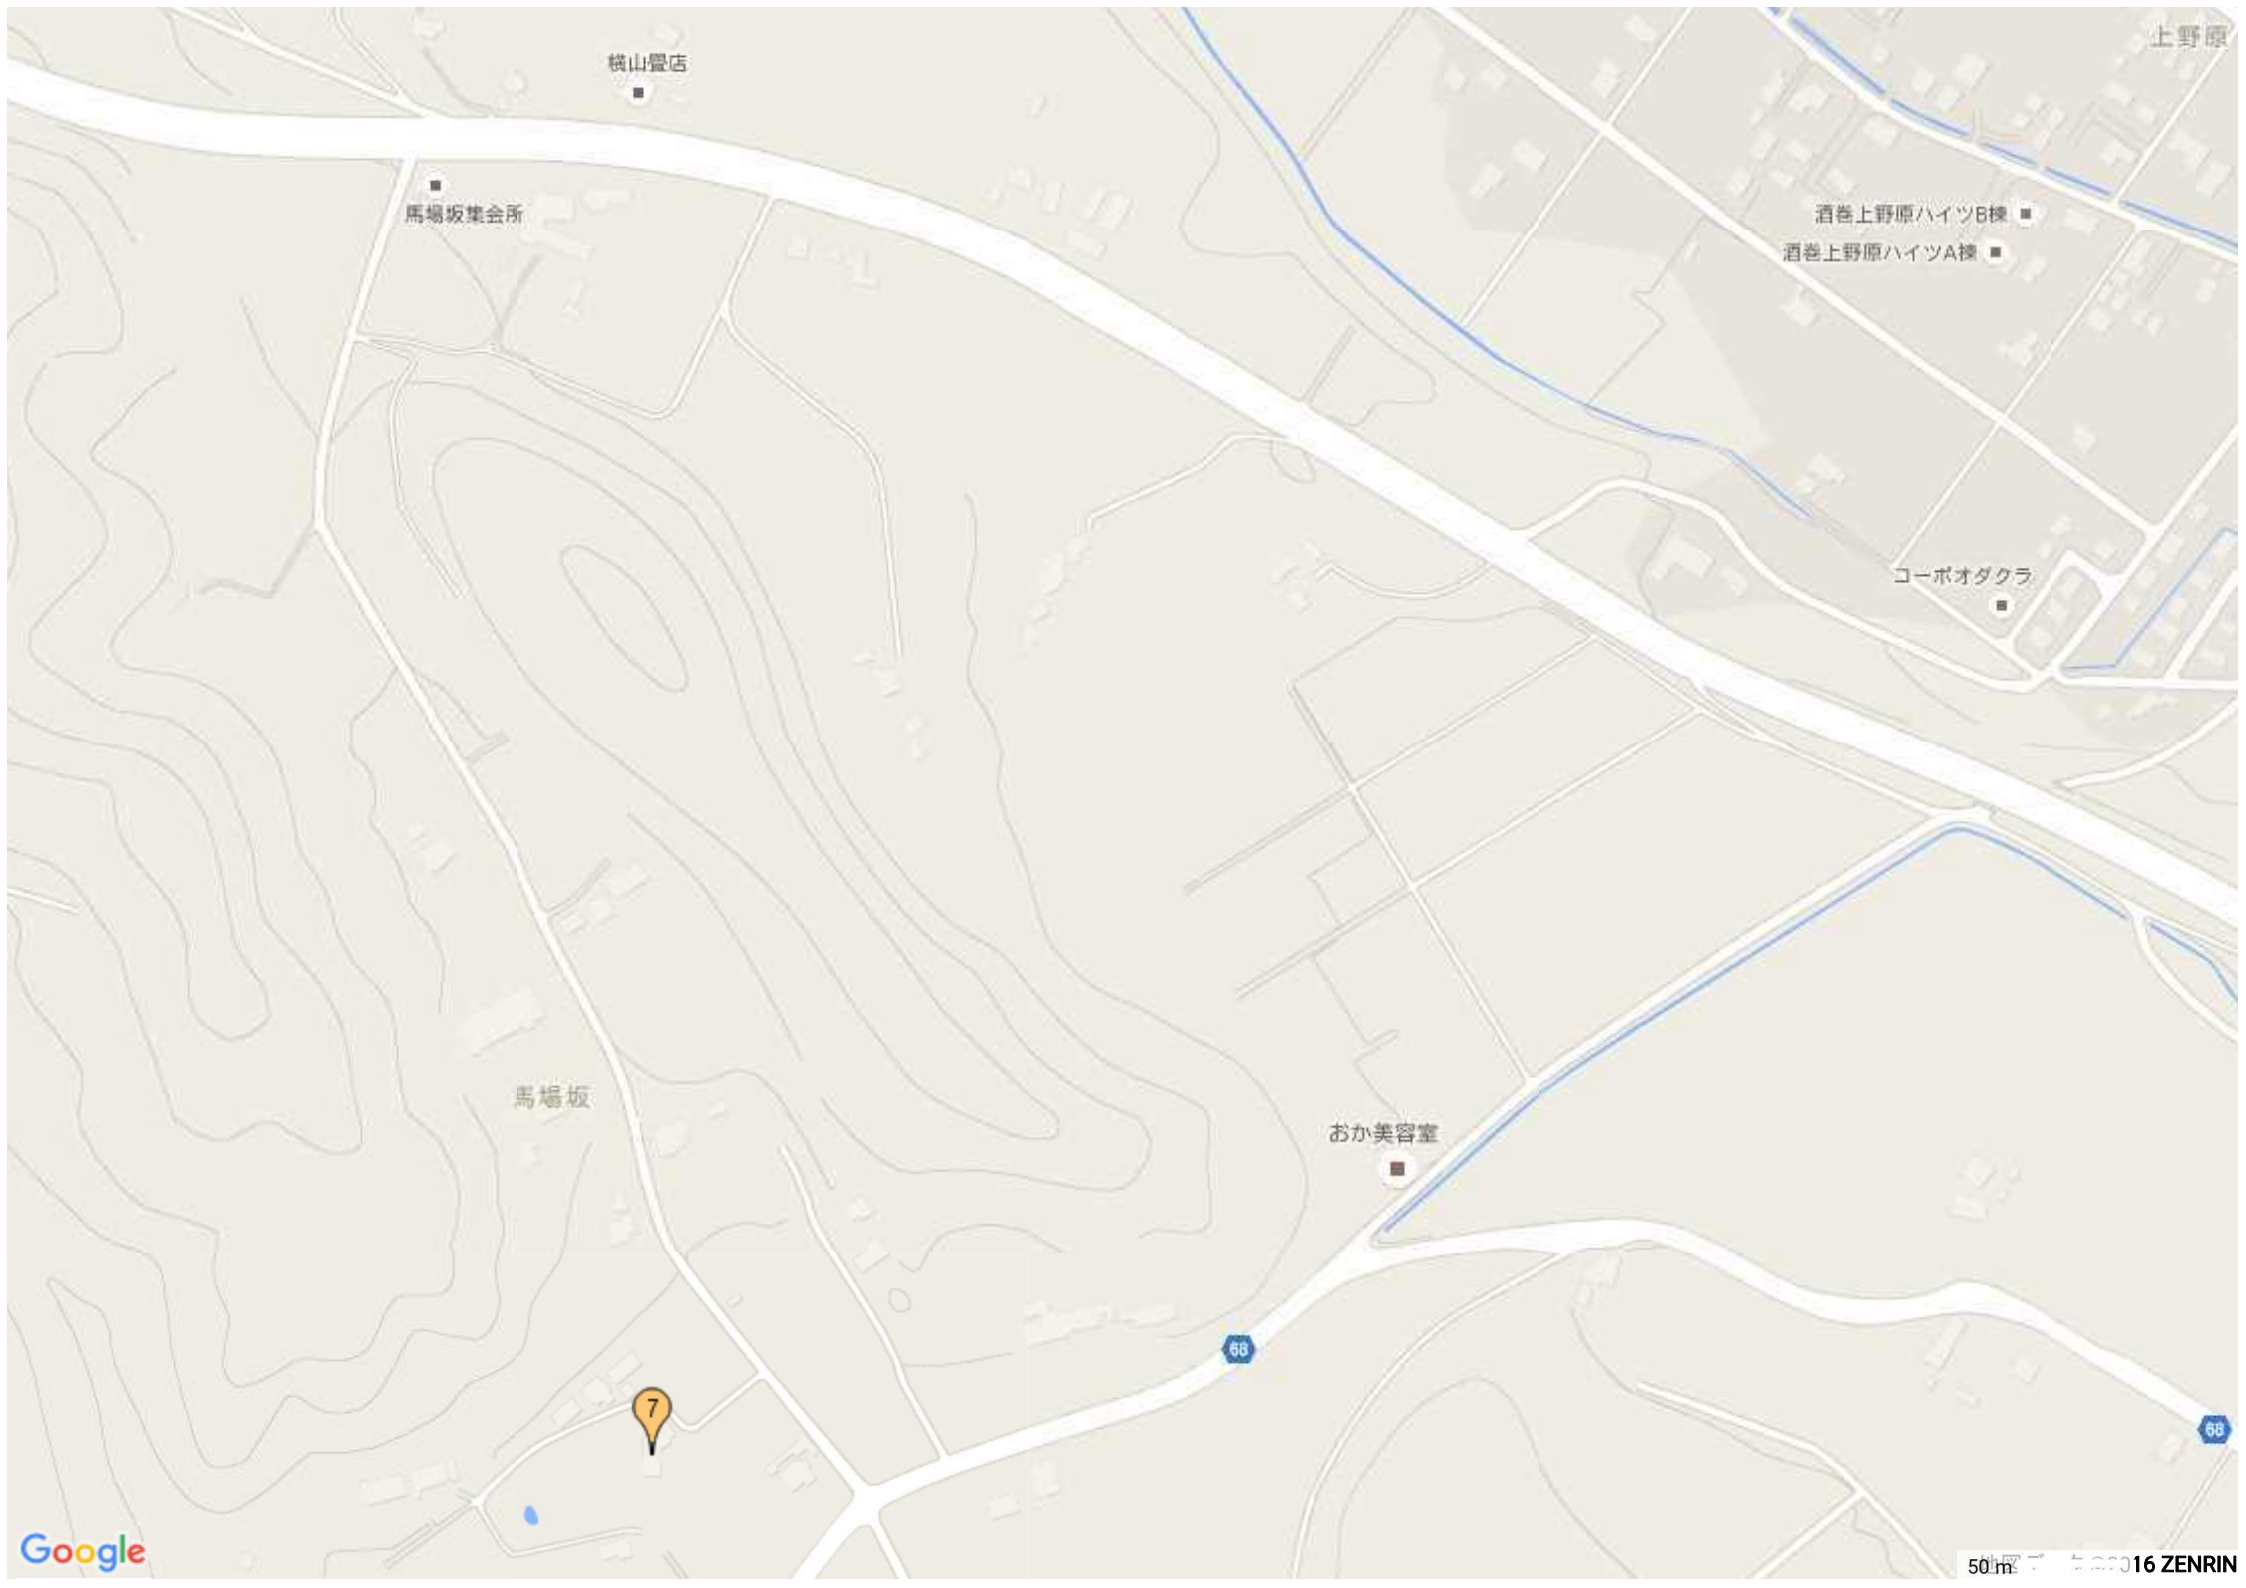 上野原
横山畳店
馬場坂集会所
酒巻上野原ハイツB棟
酒巻上野原ハイツA棟
コーポオダクラ
馬場坂
おか美容室
68
7
68
Google
50 m
16 ZENRIN